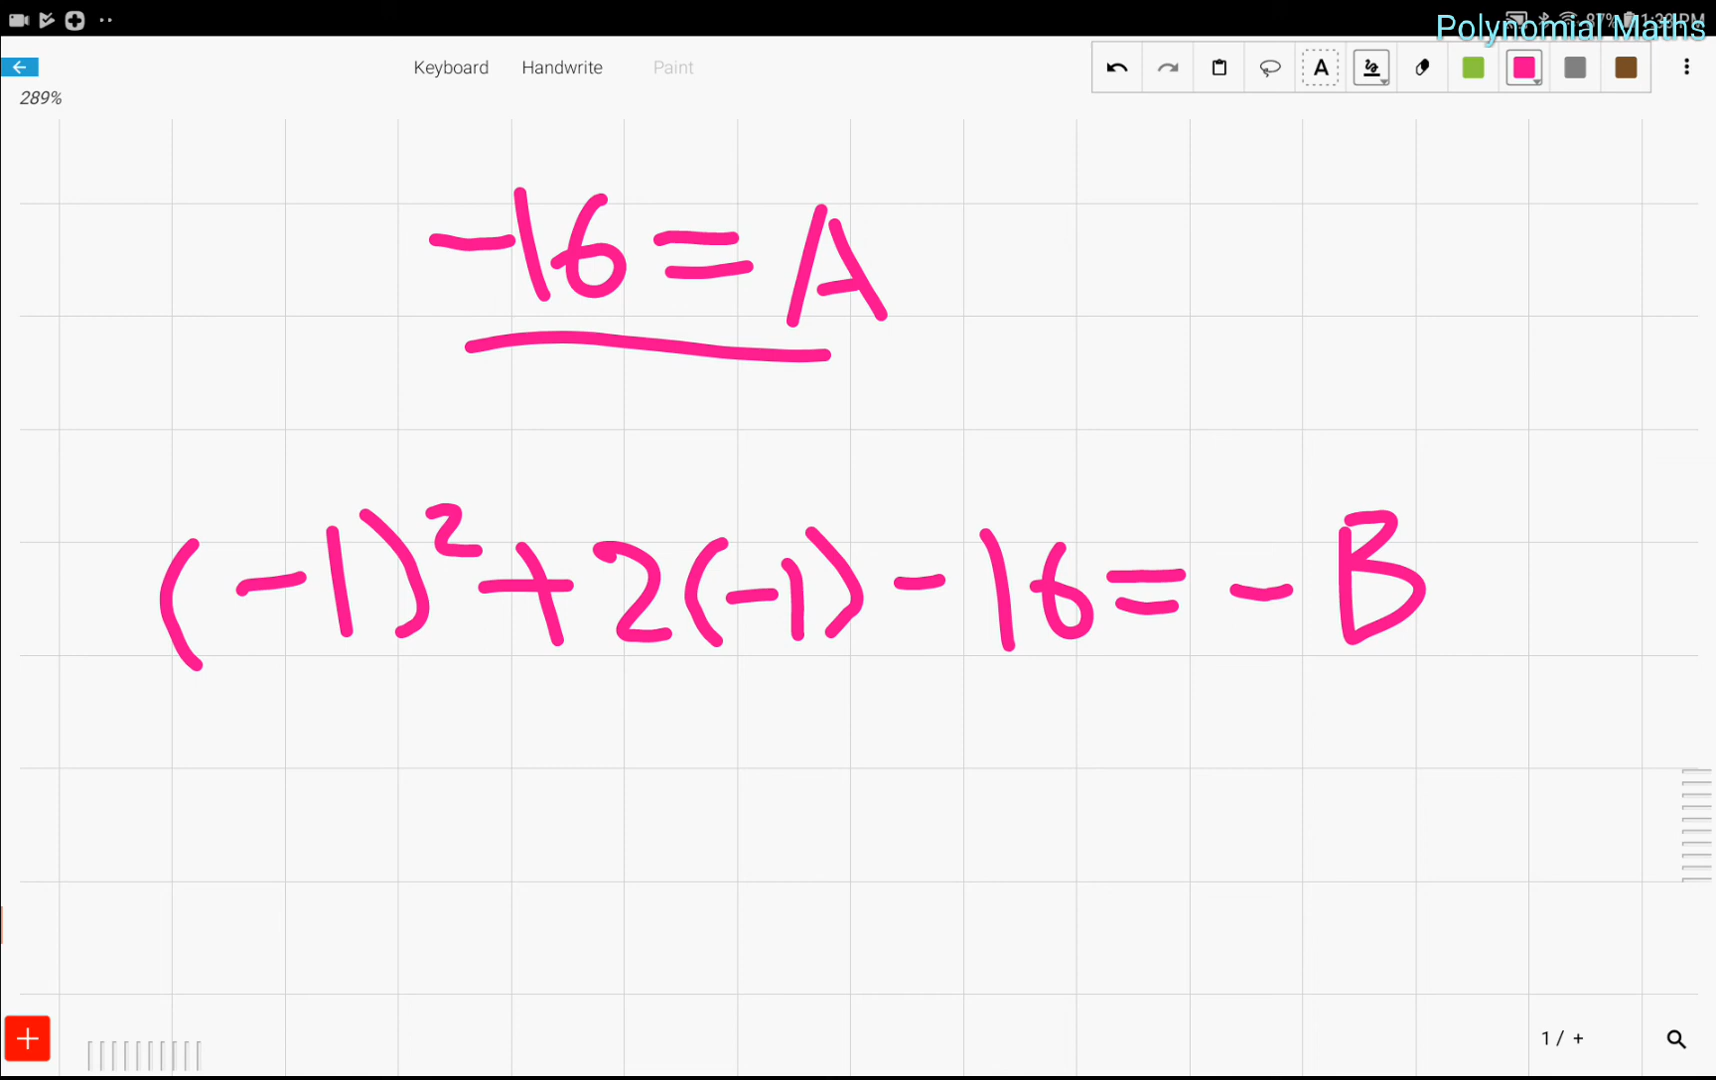 Polynomial Maths
Keyboard Handwrite Paint
A
289%
-16 = A
(-1)² + 2(-1) - 16 = -B
1 / +